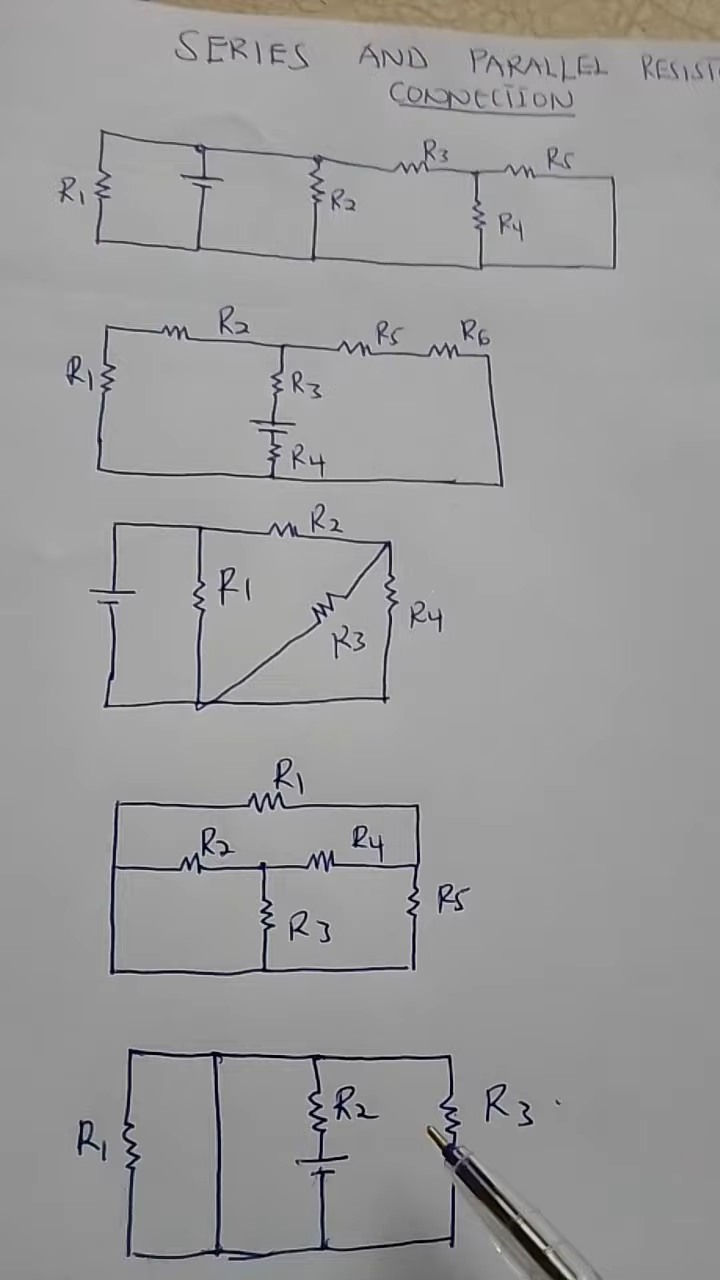 SERIES AND PARALLEL
CONNECTION
R3 R5
R1 R2 R4
R2 R5 R6
R1 R3
R4
R2
R1 R3 R4
R1
R2 R4
R3 R5
R1 R2 R3